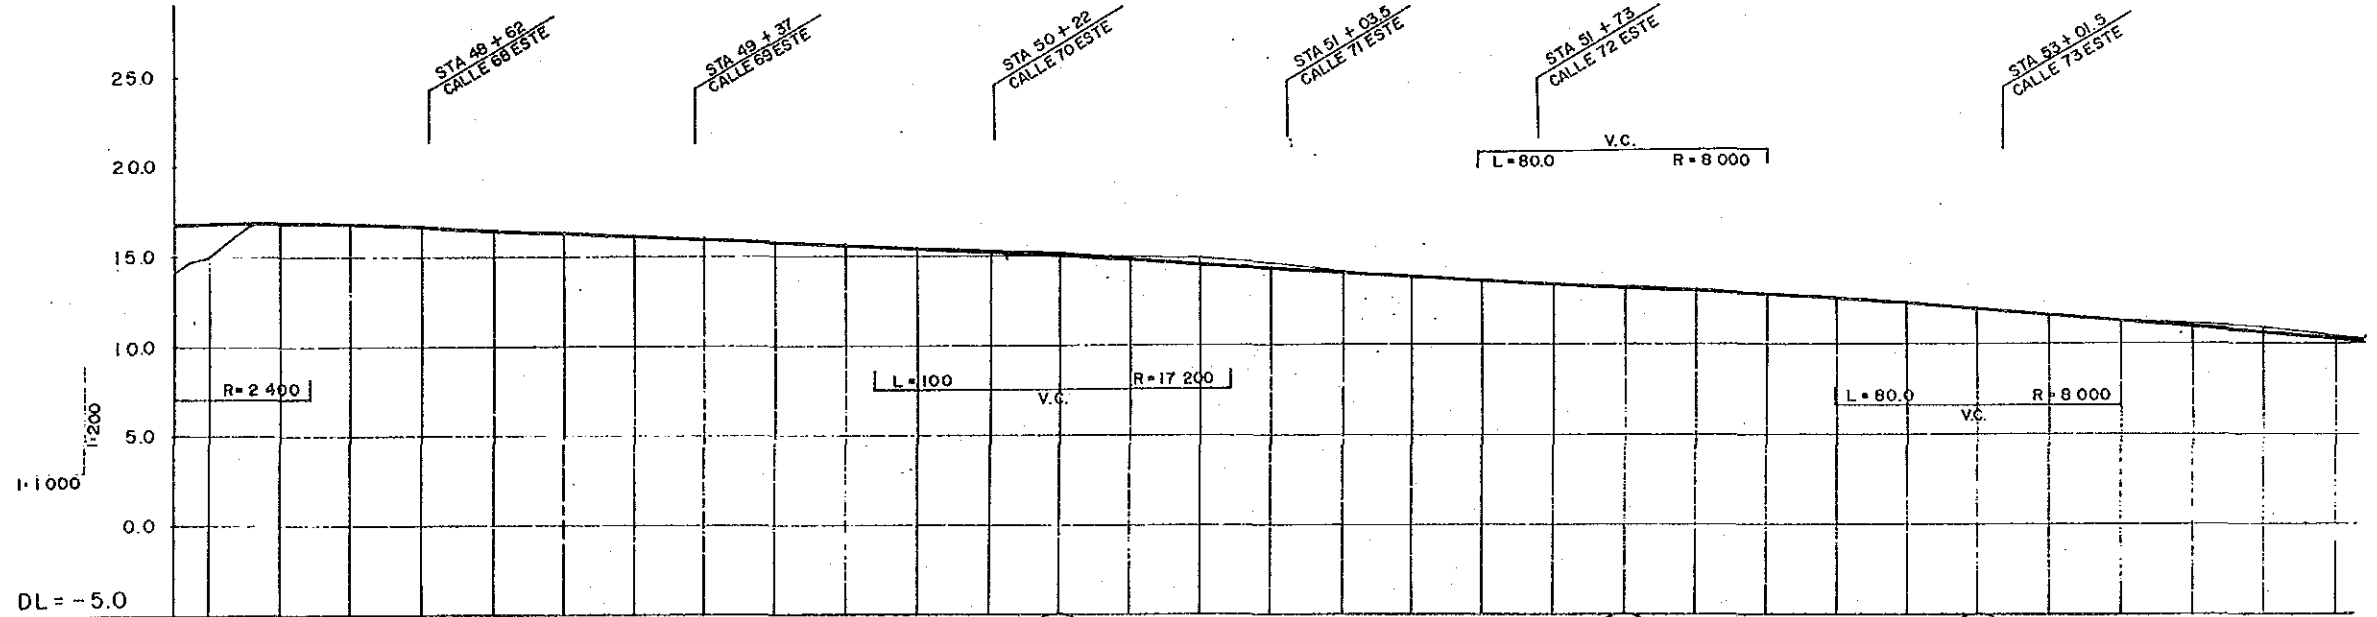 STA 48 + 62
CALLE 68 ESTE
STA 49 + 37
CALLE 69 ESTE
STA 50 + 22
CALLE 70 ESTE
STA 51 + 03.5
CALLE 71 ESTE
STA 51 + 73
CALLE 72 ESTE
STA 53 + 01.5
CALLE 73 ESTE
25.0
V.C.
20.0
L = 80.0 R = 8 000
15.0
10.0
R = 2 400
L = 100 R = 17 200
V.C.
L = 80.0 R = 8 000
V.C.
1:200
5.0
1:1000
0.0
DL = -5.0